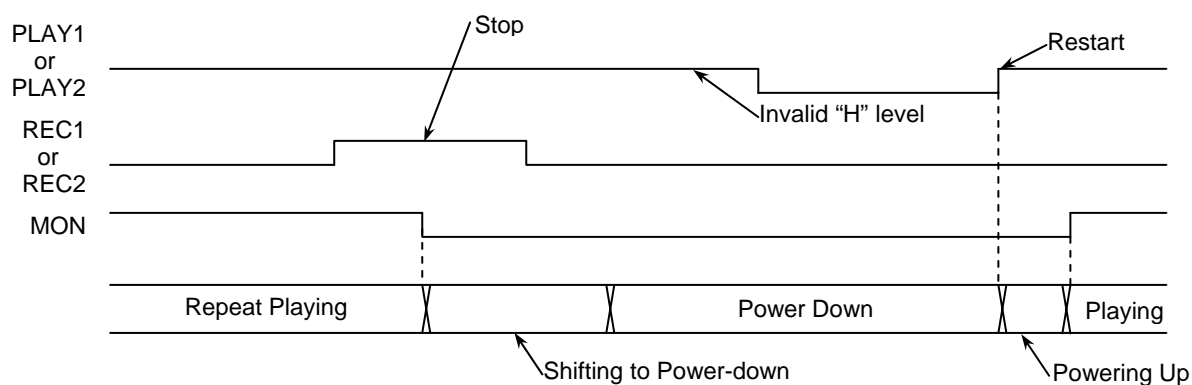 Stop
PLAY1
or
PLAY2
Restart
Invalid “H” level
REC1
or
REC2
MON
Repeat Playing
Power Down
Playing
Shifting to Power-down
Powering Up